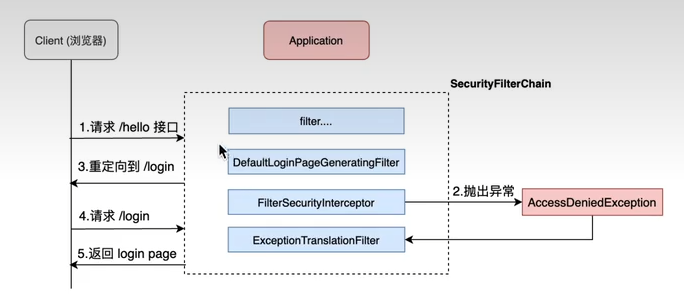 Client (浏览器)
Application
SecurityFilterChain
filter....
1.请求 /hello 接口
DefaultLoginPageGeneratingFilter
3.重定向到 /login
FilterSecurityInterceptor
2.抛出异常
AccessDeniedException
4.请求 /login
ExceptionTranslationFilter
5.返回 login page